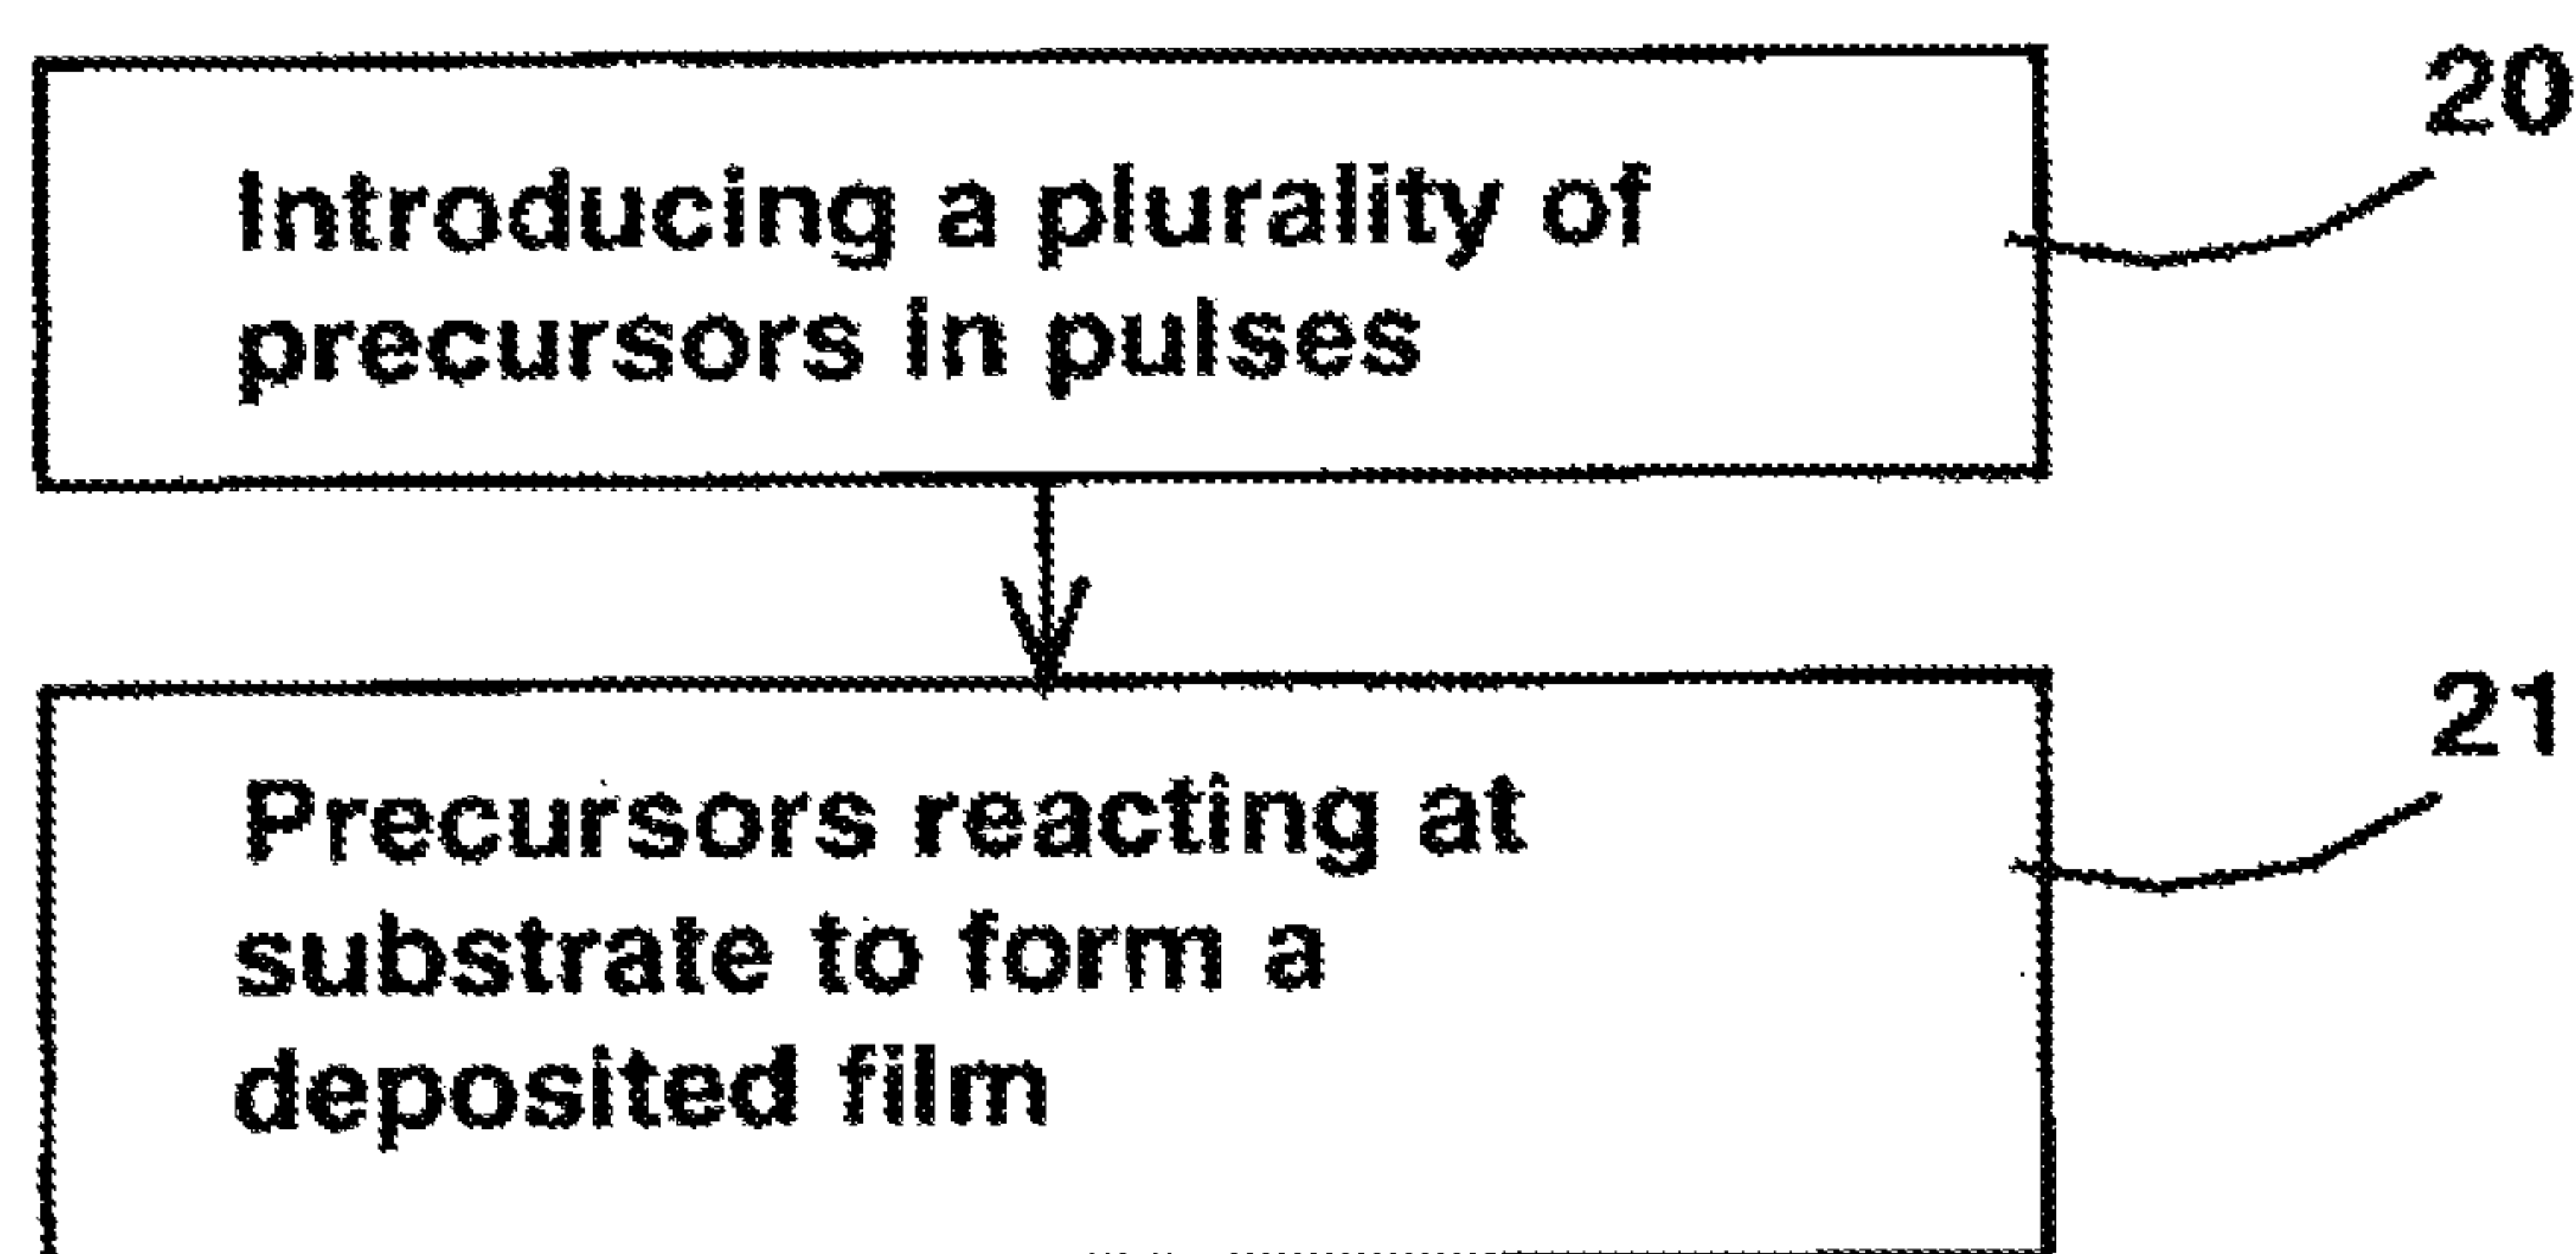 20
Introducing a plurality of
precursors in pulses
21
Precursors reacting at
substrate to form a
deposited film